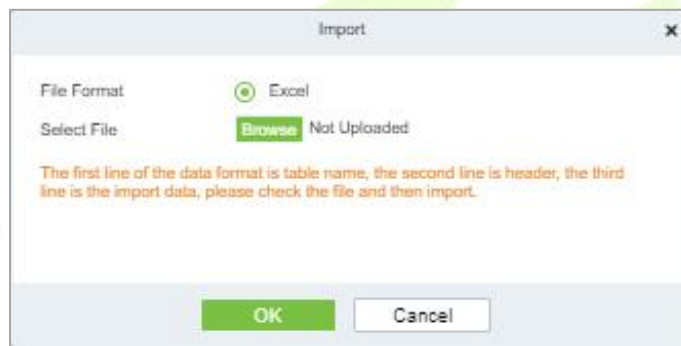 Import
File Format Excel
Select File Browse Not Uploaded
The first line of the data format is table name, the second line is header, the third
line is the import data, please check the file and then import.
OK Cancel